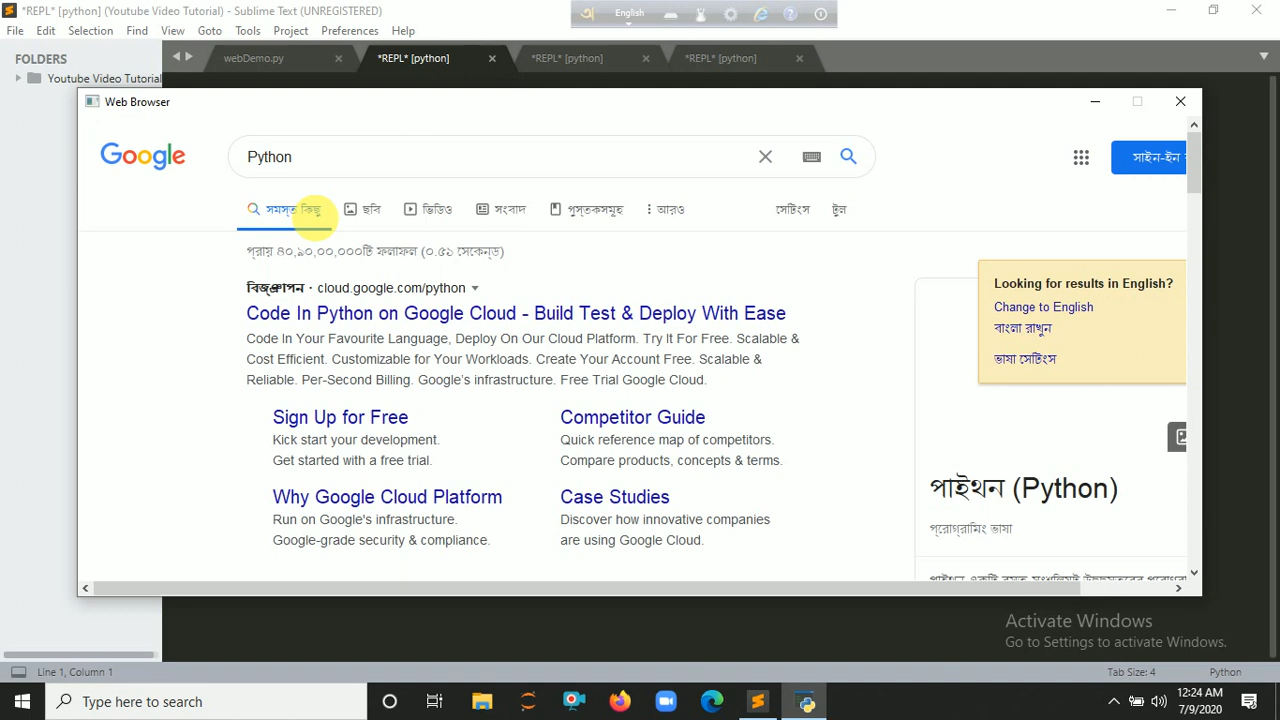 *REPL* [python] (Youtube Video Tutorial) - Sublime Text (UNREGISTERED)
English
File Edit Selection Find View Goto Tools Project Preferences Help
FOLDERS
Youtube Video Tutorial
webDemo.py
*REPL* [python]
*REPL* [python]
*REPL* [python]
Web Browser
Google
Python
সাইন-ইন
সমস্ত কিছু
ছবি
ভিডিও
সংবাদ
পুস্তকসমূহ
আরও
সেটিংস
টুল
প্রায় ৪০,৯০,০০,০০০টি ফলাফল (০.৫১ সেকেন্ড)
বিজ্ঞাপন · cloud.google.com/python
Code In Python on Google Cloud - Build Test & Deploy With Ease
Code In Your Favourite Language, Deploy On Our Cloud Platform. Try It For Free. Scalable &
Cost Efficient. Customizable for Your Workloads. Create Your Account Free. Scalable &
Reliable. Per-Second Billing. Google's infrastructure. Free Trial Google Cloud.
Sign Up for Free
Kick start your development.
Get started with a free trial.
Competitor Guide
Quick reference map of competitors.
Compare products, concepts & terms.
Why Google Cloud Platform
Run on Google's infrastructure.
Google-grade security & compliance.
Case Studies
Discover how innovative companies
are using Google Cloud.
Looking for results in English?
Change to English
বাংলা রাখুন
ভাষা সেটিংস
পাইথন (Python)
প্রোগ্রামিং ভাষা
Activate Windows
Go to Settings to activate Windows.
Line 1, Column 1
Tab Size: 4
Python
Type here to search
12:24 AM
7/9/2020